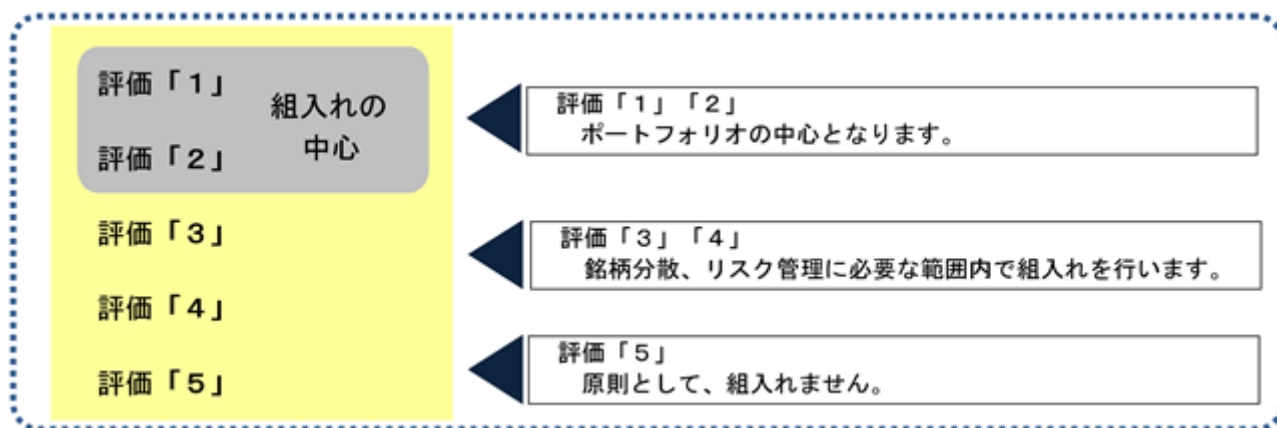 評価「１」
評価「２」
組入れの
中心
評価「３」
評価「４」
評価「５」
評価「１」「２」
ポートフォリオの中心となります。
評価「３」「４」
銘柄分散、リスク管理に必要な範囲内で組入れを行います。
評価「５」
原則として、組入れません。